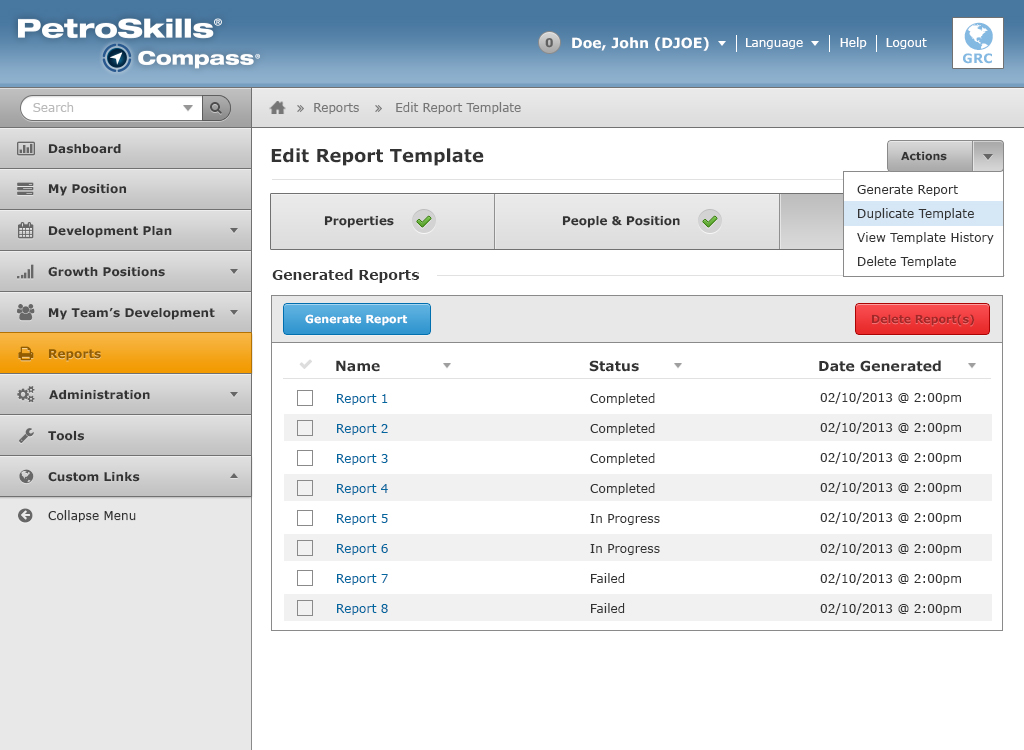 PetroSkills®
Compass®
0 Doe, John (DJOE) Language Help Logout
GRC
Search
» Reports » Edit Report Template
Dashboard
My Position
Development Plan
Growth Positions
My Team's Development
Reports
Administration
Tools
Custom Links
Collapse Menu
Edit Report Template
Actions
Generate Report
Duplicate Template
View Template History
Delete Template
Properties People & Position
Generated Reports
Generate Report Delete Report(s)
Name Status Date Generated
Report 1 Completed 02/10/2013 @ 2:00pm
Report 2 Completed 02/10/2013 @ 2:00pm
Report 3 Completed 02/10/2013 @ 2:00pm
Report 4 Completed 02/10/2013 @ 2:00pm
Report 5 In Progress 02/10/2013 @ 2:00pm
Report 6 In Progress 02/10/2013 @ 2:00pm
Report 7 Failed 02/10/2013 @ 2:00pm
Report 8 Failed 02/10/2013 @ 2:00pm